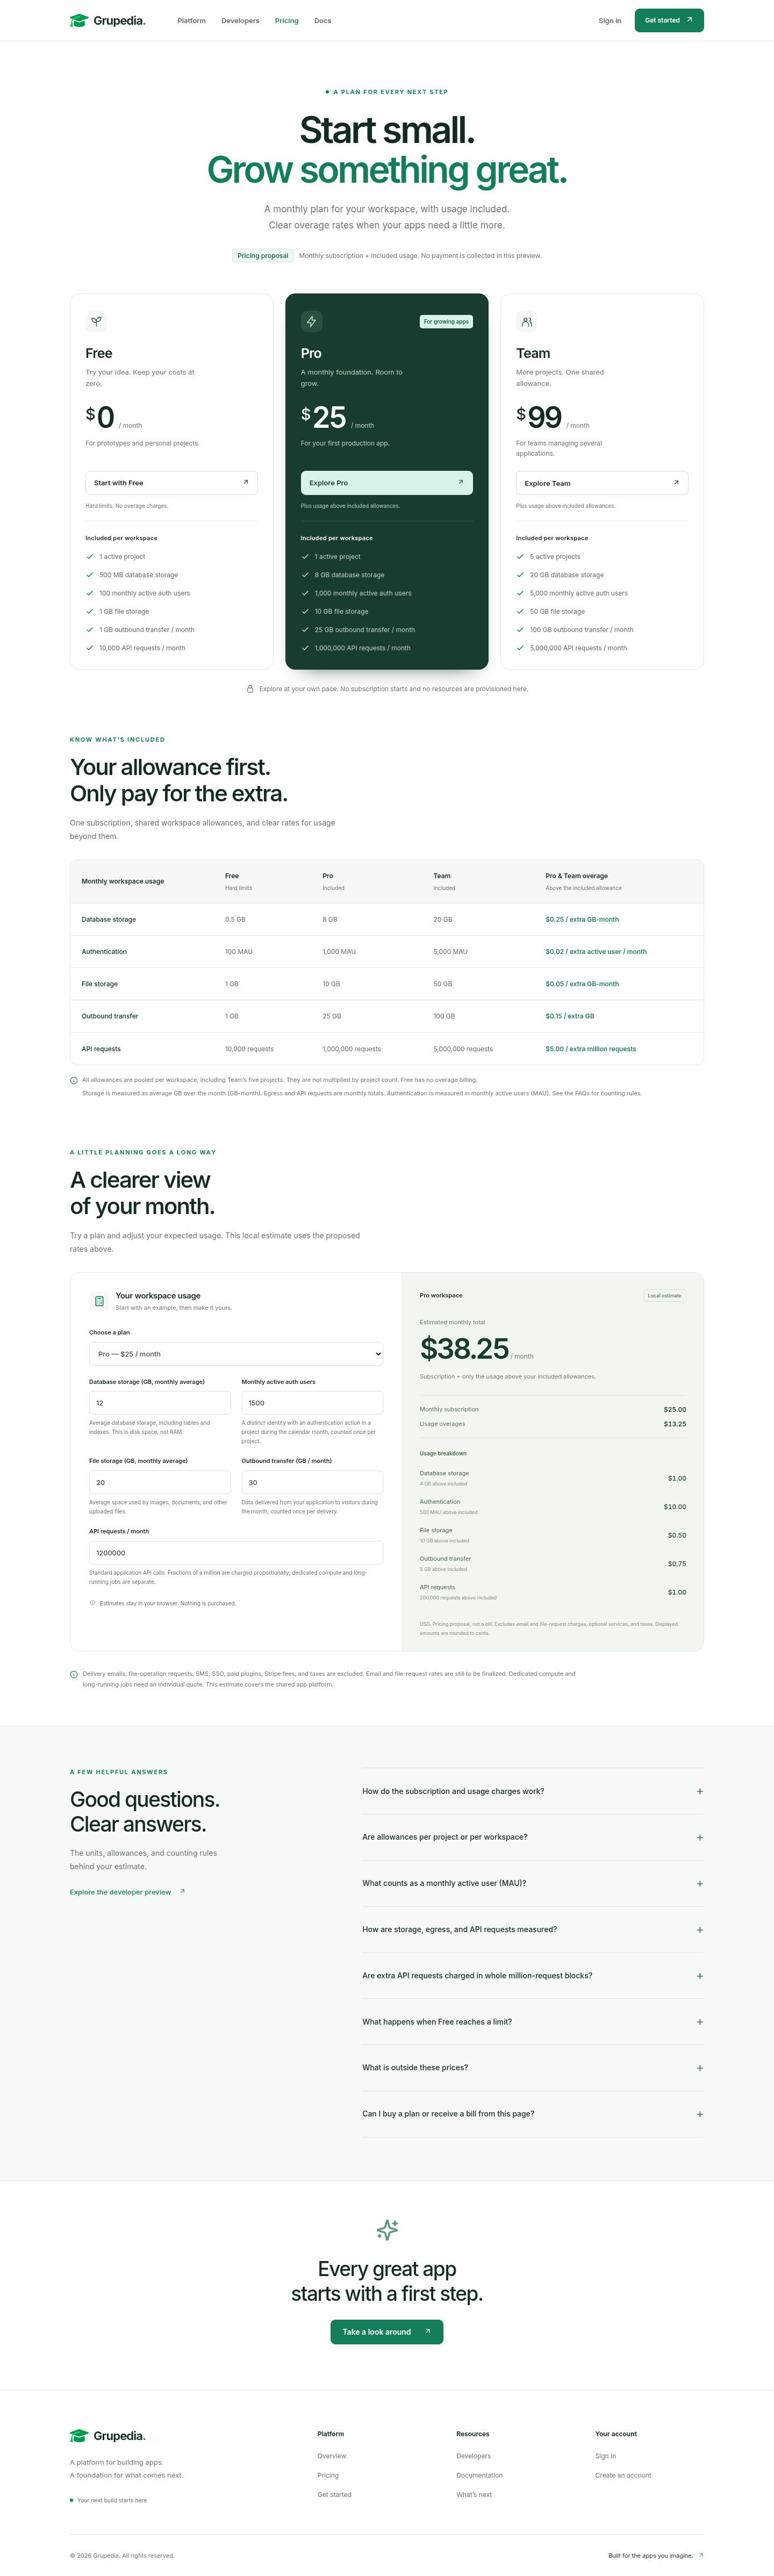 Grupedia.
Platform
Developers
Pricing
Docs
Sign in
Get started
A PLAN FOR EVERY NEXT STEP
Start small.
Grow something great.
A monthly plan for your workspace, with usage included.
Clear overage rates when your apps need a little more.
Pricing proposal
Monthly subscription + included usage. No payment is collected in this preview.
Free
Try your idea. Keep your costs at
zero.
$0 / month
For prototypes and personal projects.
Start with Free
Hard limits. No overage charges.
Included per workspace
1 active project
500 MB database storage
100 monthly active auth users
1 GB file storage
1 GB outbound transfer / month
10,000 API requests / month
For growing apps
Pro
A monthly foundation. Room to
grow.
$25 / month
For your first production app.
Explore Pro
Plus usage above included allowances.
Included per workspace
1 active project
8 GB database storage
1,000 monthly active auth users
10 GB file storage
25 GB outbound transfer / month
1,000,000 API requests / month
Team
More projects. One shared
allowance.
$99 / month
For teams managing several
applications.
Explore Team
Plus usage above included allowances.
Included per workspace
5 active projects
20 GB database storage
5,000 monthly active auth users
50 GB file storage
100 GB outbound transfer / month
5,000,000 API requests / month
Explore at your own pace. No subscription starts and no resources are provisioned here.
KNOW WHAT'S INCLUDED
Your allowance first.
Only pay for the extra.
One subscription, shared workspace allowances, and clear rates for usage
beyond them.
Monthly workspace usage
Free
Hard limits
Pro
Included
Team
Included
Pro & Team overage
Above the included allowance
Database storage 0.5 GB 8 GB 20 GB $0.25 / extra GB-month
Authentication 100 MAU 1,000 MAU 5,000 MAU $0.02 / extra active user / month
File storage 1 GB 10 GB 50 GB $0.05 / extra GB-month
Outbound transfer 1 GB 25 GB 100 GB $0.15 / extra GB
API requests 10,000 requests 1,000,000 requests 5,000,000 requests $5.00 / extra million requests
All allowances are pooled per workspace, including Team's five projects. They are not multiplied by project count. Free has no overage billing.
Storage is measured as average GB over the month (GB-month). Egress and API requests are monthly totals. Authentication is measured in monthly active users (MAU). See the FAQs for counting rules.
A LITTLE PLANNING GOES A LONG WAY
A clearer view
of your month.
Try a plan and adjust your expected usage. This local estimate uses the proposed
rates above.
Your workspace usage
Start with an example, then make it yours.
Choose a plan
Pro — $25 / month
Database storage (GB, monthly average)
12
Average database storage, including tables and
indexes. This is disk space, not RAM.
Monthly active auth users
1500
A distinct identity with an authentication action in a
project during the calendar month, counted once per
project.
File storage (GB, monthly average)
20
Average space used by images, documents, and other
uploaded files.
Outbound transfer (GB / month)
30
Data delivered from your application to visitors during
the month, counted once per delivery.
API requests / month
1200000
Standard application API calls. Fractions of a million are charged proportionally; dedicated compute and long-
running jobs are separate.
Estimates stay in your browser. Nothing is purchased.
Pro workspace
Local estimate
Estimated monthly total
$38.25 / month
Subscription + only the usage above your included allowances.
Monthly subscription $25.00
Usage overages $13.25
Usage breakdown
Database storage
4 GB above included
$1.00
Authentication
500 MAU above included
$10.00
File storage
10 GB above included
$0.50
Outbound transfer
5 GB above included
$0.75
API requests
200,000 requests above included
$1.00
USD. Pricing proposal, not a bill. Excludes email and file-request charges, optional services, and taxes. Displayed
amounts are rounded to cents.
Delivery emails, file-operation requests, SMS, SSO, paid plugins, Stripe fees, and taxes are excluded. Email and file-request rates are still to be finalized. Dedicated compute and
long-running jobs need an individual quote. This estimate covers the shared app platform.
A FEW HELPFUL ANSWERS
Good questions.
Clear answers.
The units, allowances, and counting rules
behind your estimate.
Explore the developer preview
How do the subscription and usage charges work?
Are allowances per project or per workspace?
What counts as a monthly active user (MAU)?
How are storage, egress, and API requests measured?
Are extra API requests charged in whole million-request blocks?
What happens when Free reaches a limit?
What is outside these prices?
Can I buy a plan or receive a bill from this page?
Every great app
starts with a first step.
Take a look around
Grupedia.
A platform for building apps.
A foundation for what comes next.
Your next build starts here
Platform
Overview
Pricing
Get started
Resources
Developers
Documentation
What's next
Your account
Sign in
Create an account
© 2026 Grupedia. All rights reserved.
Built for the apps you imagine.